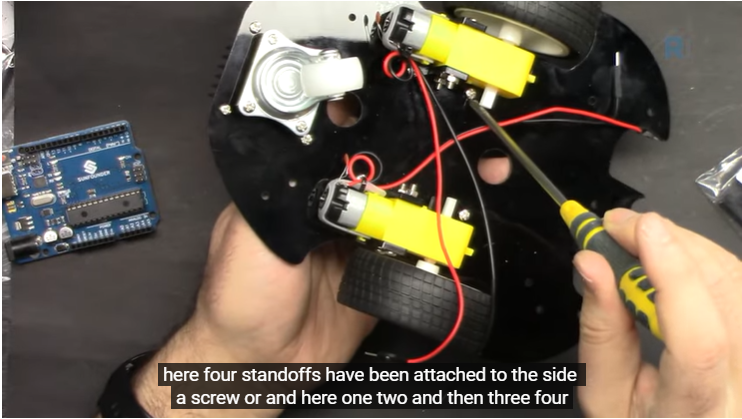 SUNFOUNDER
here four standoffs have been attached to the side
a screw or and here one two and then three four